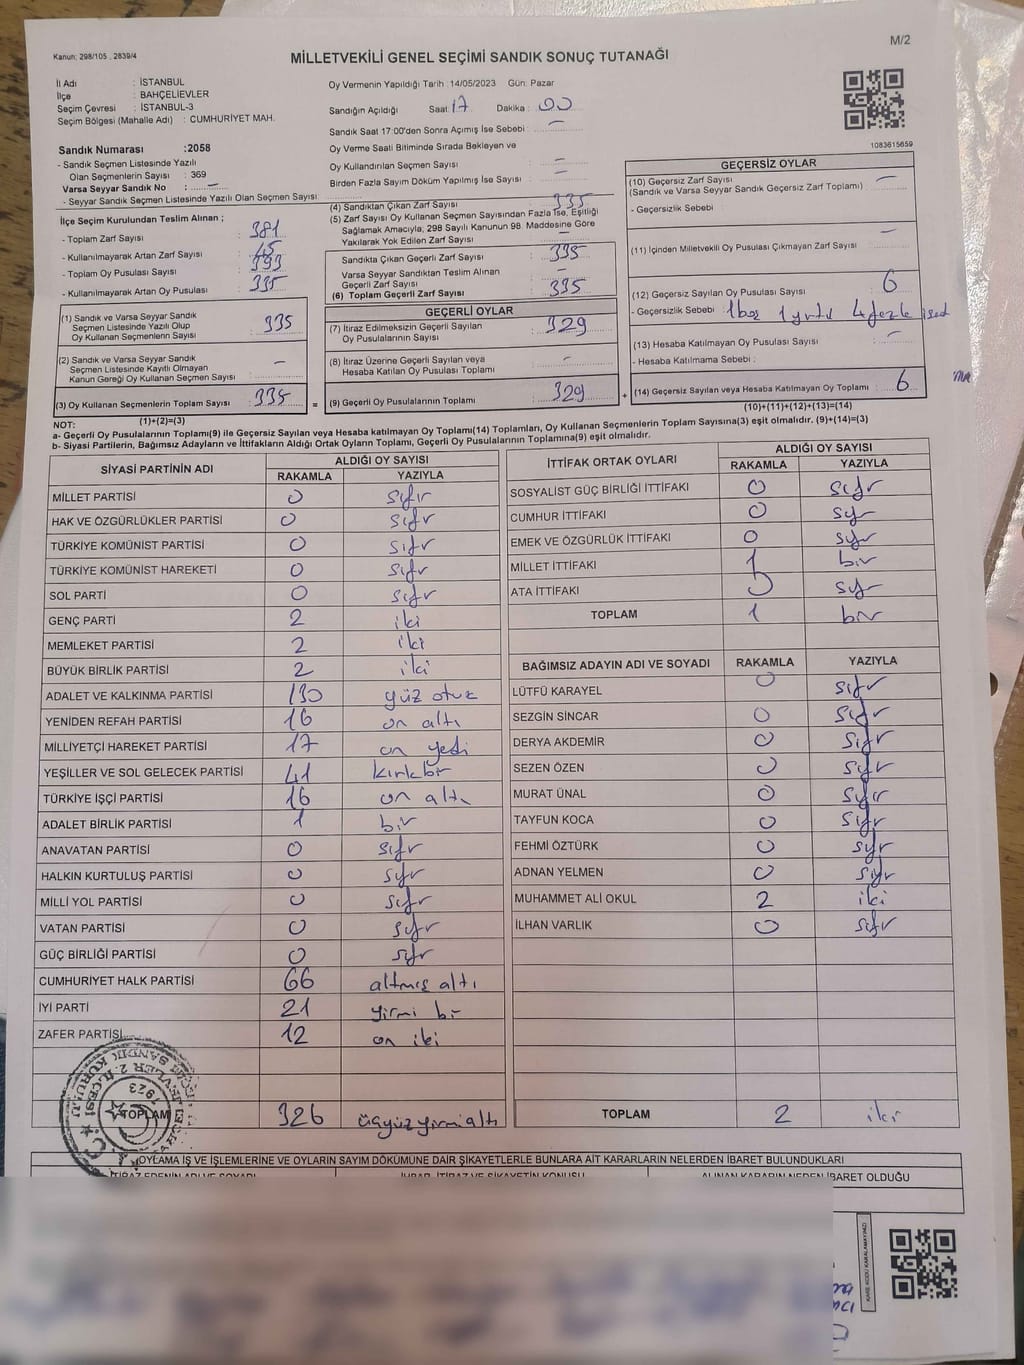 M/2
Kanun: 298/105 , 2839/4
MİLLETVEKİLİ GENEL SEÇİMİ SANDIK SONUÇ TUTANAĞI
İl Adı : İSTANBUL
İlçe : BAHÇELİEVLER
Seçim Çevresi : İSTANBUL-3
Seçim Bölgesi (Mahalle Adı) : CUMHURİYET MAH.
Oy Vermenin Yapıldığı Tarih : 14/05/2023 Gün: Pazar
Sandığın Açıldığı Saat: 17 Dakika : 00
Sandık Saat 17:00'den Sonra Açımış İse Sebebi : —
Oy Verme Saati Bitiminde Sırada Bekleyen ve
Oy Kullandırılan Seçmen Sayısı : —
Birden Fazla Sayım Döküm Yapılmış İse Sayısı : —
1083615659
Sandık Numarası :2058
- Sandık Seçmen Listesinde Yazılı
Olan Seçmenlerin Sayısı : 369
Varsa Seyyar Sandık No : —
- Seyyar Sandık Seçmen Listesinde Yazılı Olan Seçmen Sayısı
İlçe Seçim Kurulundan Teslim Alınan ;
- Toplam Zarf Sayısı : 381
- Kullanılmayarak Artan Zarf Sayısı : 45
- Toplam Oy Pusulası Sayısı : 393
- Kullanılmayarak Artan Oy Pusulası : 335
(1) Sandık ve Varsa Seyyar Sandık
Seçmen Listesinde Yazılı Olup
Oy Kullanan Seçmenlerin Sayısı : 335
(2) Sandık ve Varsa Seyyar Sandık
Seçmen Listesinde Kayıtlı Olmayan
Kanun Gereği Oy Kullanan Seçmen Sayısı : —
(3) Oy Kullanan Seçmenlerin Toplam Sayısı : 335
(1)+(2)=(3)
(4) Sandıktan Çıkan Zarf Sayısı : 335
(5) Zarf Sayısı Oy Kullanan Seçmen Sayısından Fazla İse, Eşitliği
Sağlamak Amacıyla, 298 Sayılı Kanunun 98. Maddesine Göre
Yakılarak Yok Edilen Zarf Sayısı : —
Sandıkta Çıkan Geçerli Zarf Sayısı : 335
Varsa Seyyar Sandıktan Teslim Alınan
Geçerli Zarf Sayısı : —
(6) Toplam Geçerli Zarf Sayısı : 335
GEÇERLİ OYLAR
(7) İtiraz Edilmeksizin Geçerli Sayılan
Oy Pusulalarının Sayısı : 329
(8) İtiraz Üzerine Geçerli Sayılan veya
Hesaba Katılan Oy Pusulası Toplamı : —
= (9) Geçerli Oy Pusulalarının Toplamı : 329 +
GEÇERSİZ OYLAR
(10) Geçersiz Zarf Sayısı : —
(Sandık ve Varsa Seyyar Sandık Geçersiz Zarf Toplamı)
- Geçersizlik Sebebi :
(11) İçinden Milletvekili Oy Pusulası Çıkmayan Zarf Sayısı : —
(12) Geçersiz Sayılan Oy Pusulası Sayısı : 6
- Geçersizlik Sebebi : 1 boş 1 yırtıl 4 fazla
(13) Hesaba Katılmayan Oy Pusulası Sayısı : —
- Hesaba Katılmama Sebebi :
(14) Geçersiz Sayılan veya Hesaba Katılmayan Oy Toplamı : 6
(10)+(11)+(12)+(13)=(14)
NOT:
a- Geçerli Oy Pusulalarının Toplamı(9) ile Geçersiz Sayılan veya Hesaba Katılmayan Oy Toplamı(14) Toplamları, Oy Kullanan Seçmenlerin Toplam Sayısına(3) eşit olmalıdır. (9)+(14)=(3)
b- Siyasi Partilerin, Bağımsız Adayların ve İttifakların Aldığı Ortak Oyların Toplamı, Geçerli Oy Pusulalarının Toplamına(9) eşit olmalıdır.
SİYASİ PARTİNİN ADI ALDIĞI OY SAYISI
RAKAMLA YAZIYLA
MİLLET PARTİSİ 0 sıfır
HAK VE ÖZGÜRLÜKLER PARTİSİ 0 sıfır
TÜRKİYE KOMÜNİST PARTİSİ 0 sıfır
TÜRKİYE KOMÜNİST HAREKETİ 0 sıfır
SOL PARTİ 0 sıfır
GENÇ PARTİ 2 iki
MEMLEKET PARTİSİ 2 iki
BÜYÜK BİRLİK PARTİSİ 2 iki
ADALET VE KALKINMA PARTİSİ 130 yüz otuz
YENİDEN REFAH PARTİSİ 16 on altı
MİLLİYETÇİ HAREKET PARTİSİ 17 on yedi
YEŞİLLER VE SOL GELECEK PARTİSİ 41 kırk bir
TÜRKİYE İŞÇİ PARTİSİ 16 on altı
ADALET BİRLİK PARTİSİ 1 bir
ANAVATAN PARTİSİ 0 sıfır
HALKIN KURTULUŞ PARTİSİ 0 sıfır
MİLLİ YOL PARTİSİ 0 sıfır
VATAN PARTİSİ 0 sıfır
GÜÇ BİRLİĞİ PARTİSİ 0 sıfır
CUMHURİYET HALK PARTİSİ 66 altmış altı
İYİ PARTİ 21 yirmi bir
ZAFER PARTİSİ 12 on iki
TOPLAM 326 üçyüz yirmi altı
İTTİFAK ORTAK OYLARI ALDIĞI OY SAYISI
RAKAMLA YAZIYLA
SOSYALİST GÜÇ BİRLİĞİ İTTİFAKI 0 sıfır
CUMHUR İTTİFAKI 0 sıfır
EMEK VE ÖZGÜRLÜK İTTİFAKI 0 sıfır
MİLLET İTTİFAKI 1 bir
ATA İTTİFAKI 0 sıfır
TOPLAM 1 bir
BAĞIMSIZ ADAYIN ADI VE SOYADI RAKAMLA YAZIYLA
LÜTFÜ KARAYEL 0 sıfır
SEZGİN SİNCAR 0 sıfır
DERYA AKDEMİR 0 sıfır
SEZEN ÖZEN 0 sıfır
MURAT ÜNAL 0 sıfır
TAYFUN KOCA 0 sıfır
FEHMİ ÖZTÜRK 0 sıfır
ADNAN YELMEN 0 sıfır
MUHAMMET ALİ OKUL 2 iki
İLHAN VARLIK 0 sıfır
TOPLAM 2 iki
T.C.
1923
OYLAMA İŞ VE İŞLEMLERİNE VE OYLARIN SAYIM DÖKÜMÜNE DAİR ŞİKAYETLERLE BUNLARA AİT KARARLARIN NELERDEN İBARET BULUNDUKLARI
İTİRAZ EDENİN ADI VE SOYADI İHBAR, İTİRAZ VE ŞİKAYETİN KONUSU ALINAN KARARIN NEDEN İBARET OLDUĞU
KARE KODU KARALAMAYINIZ!